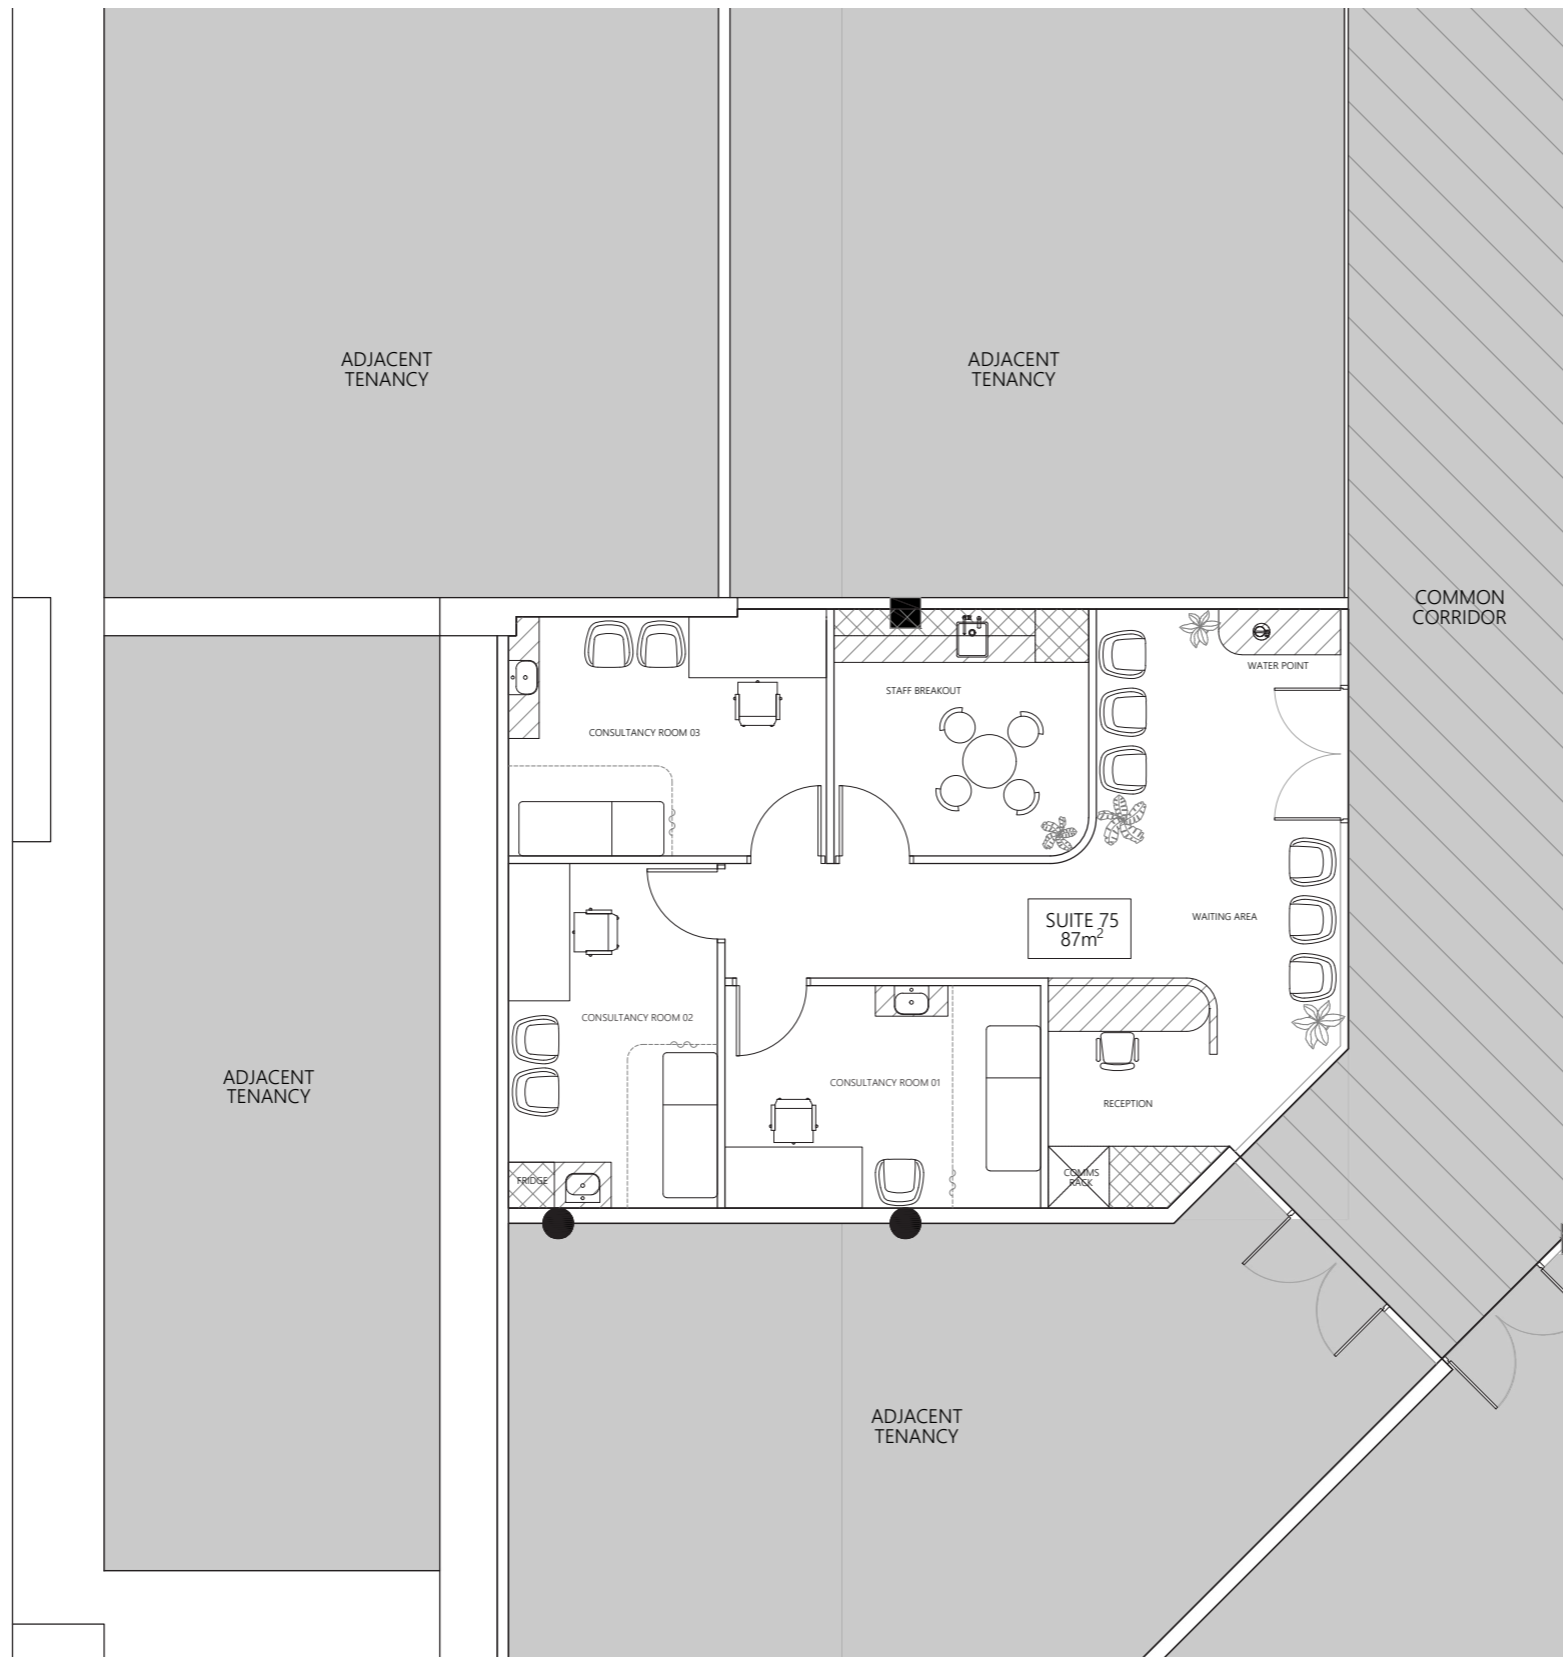 ADJACENT
TENANCY
ADJACENT
TENANCY
COMMON
CORRIDOR
WATER POINT
STAFF BREAKOUT
CONSULTANCY ROOM 03
SUITE 75
87m²
WAITING AREA
CONSULTANCY ROOM 02
ADJACENT
TENANCY
CONSULTANCY ROOM 01
RECEPTION
FRIDGE
COMMS
RACK
ADJACENT
TENANCY